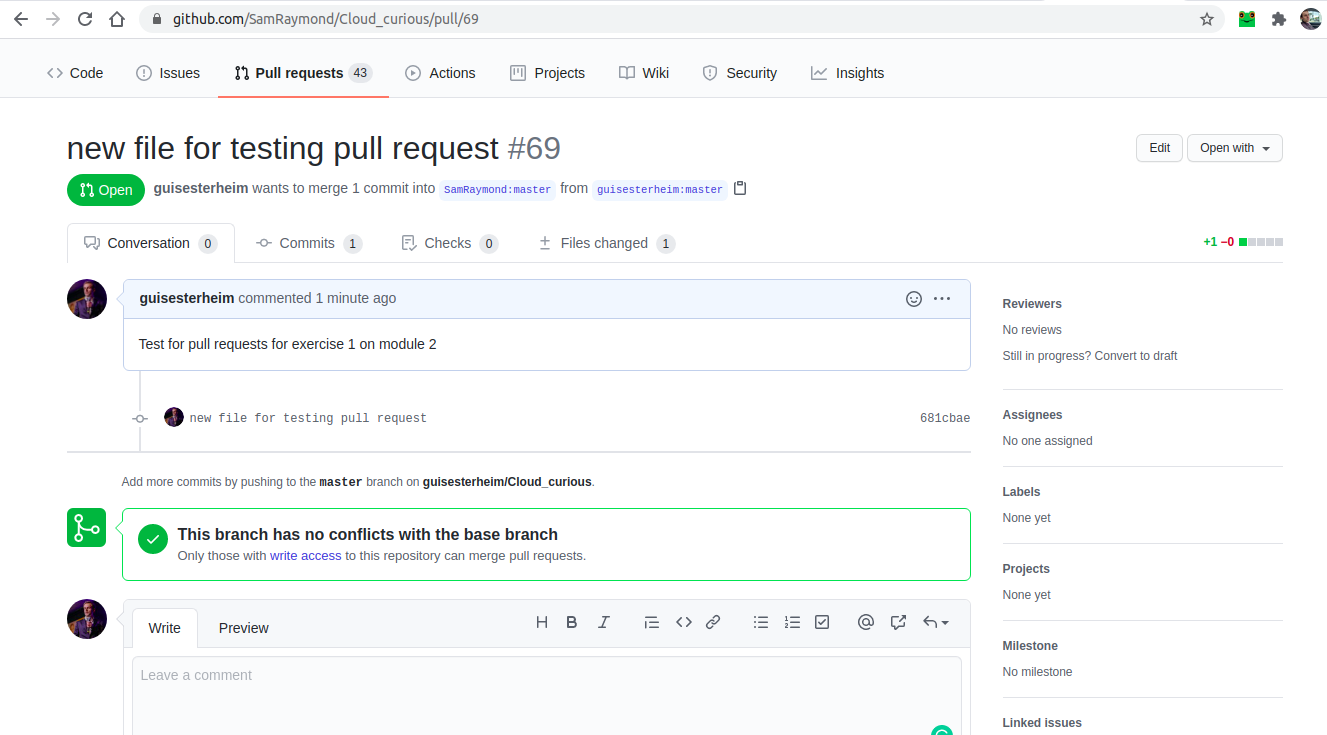 github.com/SamRaymond/Cloud_curious/pull/69
Code Issues Pull requests 43 Actions Projects Wiki Security Insights
new file for testing pull request #69
Edit Open with
Open guisesterheim wants to merge 1 commit into SamRaymond:master from guisesterheim:master
Conversation 0 Commits 1 Checks 0 Files changed 1
+1 −0
guisesterheim commented 1 minute ago
Test for pull requests for exercise 1 on module 2
new file for testing pull request 681cbae
Add more commits by pushing to the master branch on guisesterheim/Cloud_curious.
This branch has no conflicts with the base branch
Only those with write access to this repository can merge pull requests.
Write Preview
Leave a comment
Reviewers
No reviews
Still in progress? Convert to draft
Assignees
No one assigned
Labels
None yet
Projects
None yet
Milestone
No milestone
Linked issues